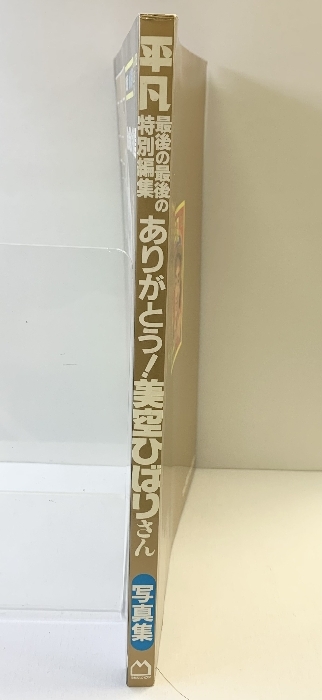 平凡
最後の最後の
特別編集
ありがとう!美空ひばりさん
写真集